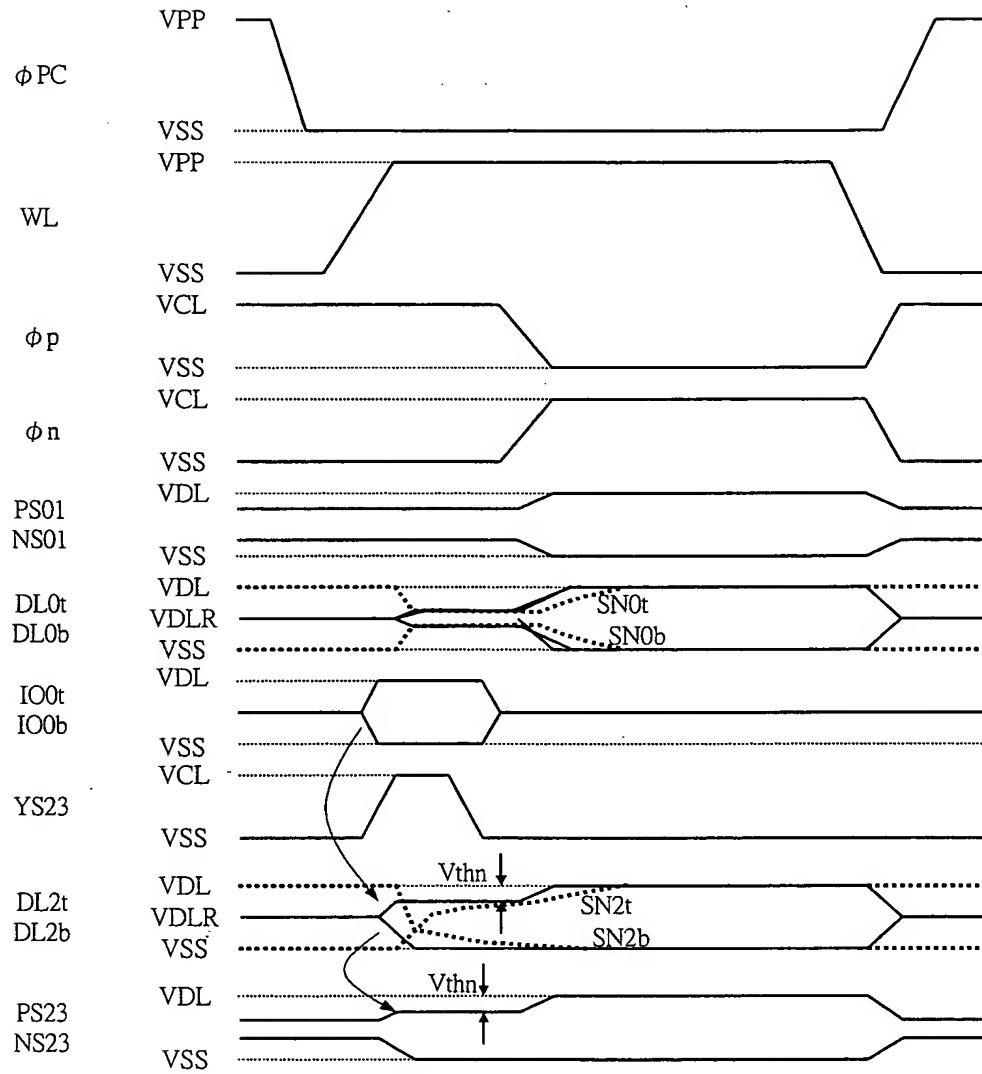 VPP
φPC
VSS
VPP
WL
VSS
VCL
φp
VSS
VCL
φn
VSS
VDL
PS01
NS01
VSS
VDL
DL0t
VDLR
SN0t
DL0b
SN0b
VSS
VDL
IO0t
IO0b
VSS
VCL
YS23
VSS
Vthn
VDL
DL2t
VDLR
SN2t
DL2b
SN2b
VSS
Vthn
VDL
PS23
NS23
VSS